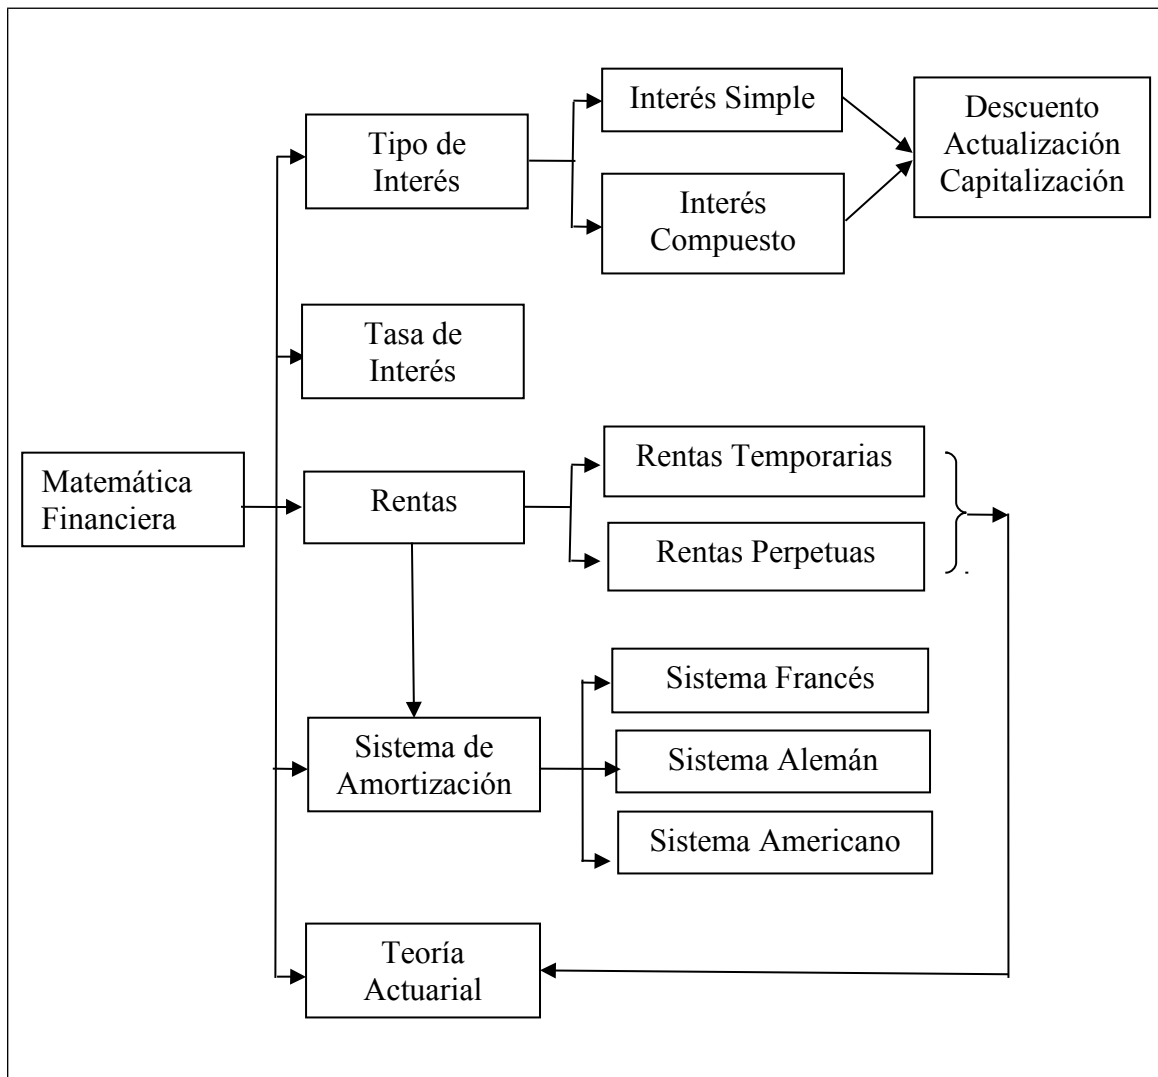 Interés Simple
Descuento
Actualización
Capitalización
Tipo de
Interés
Interés
Compuesto
Tasa de
Interés
Matemática
Financiera
Rentas
Rentas Temporarias
Rentas Perpetuas
.
Sistema Francés
Sistema de
Amortización
Sistema Alemán
Sistema Americano
Teoría
Actuarial